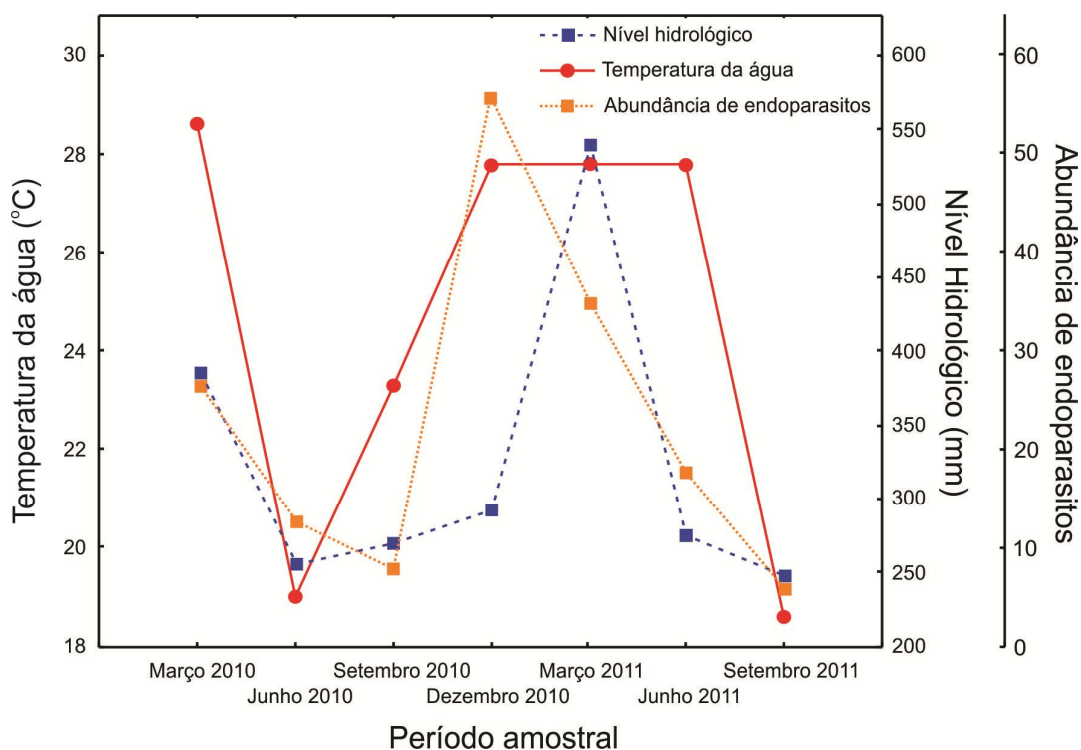 Nível hidrológico
Temperatura da água
Abundância de endoparasitos
Temperatura da água (°C)
30
28
26
24
22
20
18
600
550
500
450
400
350
300
250
200
Nível Hidrológico (mm)
60
50
40
30
20
10
0
Abundância de endoparasitos
Março 2010
Junho 2010
Setembro 2010
Dezembro 2010
Março 2011
Junho 2011
Setembro 2011
Período amostral